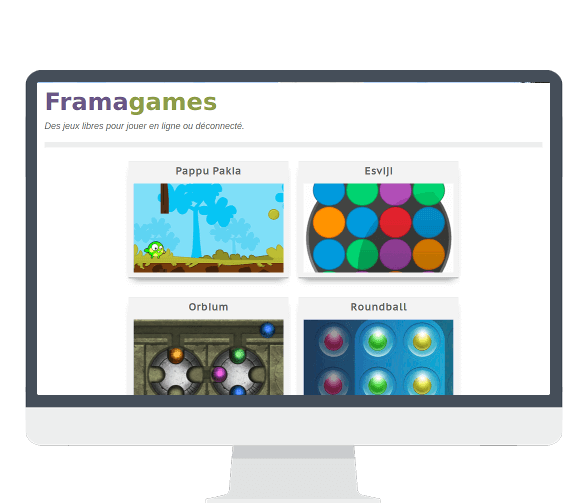 Framagames
Des jeux libres pour jouer en ligne ou déconnecté.
Pappu Pakia
Esviji
Orbium
Roundball